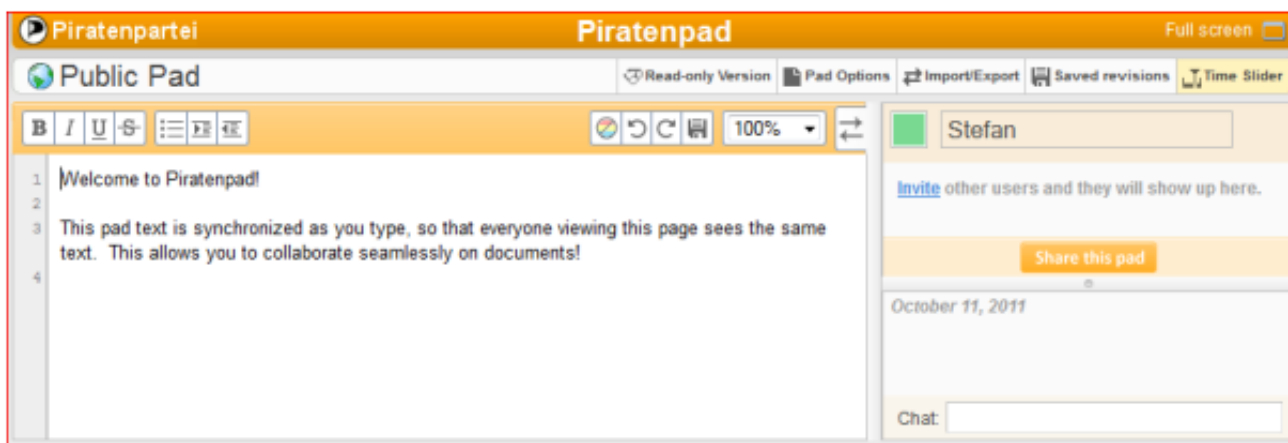 Piratenpartei Piratenpad Full screen
Public Pad Read-only Version Pad Options Import/Export Saved revisions Time Slider
B I U S 100%
Stefan
1 Welcome to Piratenpad!
2
3 This pad text is synchronized as you type, so that everyone viewing this page sees the same
text. This allows you to collaborate seamlessly on documents!
4
Invite other users and they will show up here.
Share this pad
October 11, 2011
Chat: